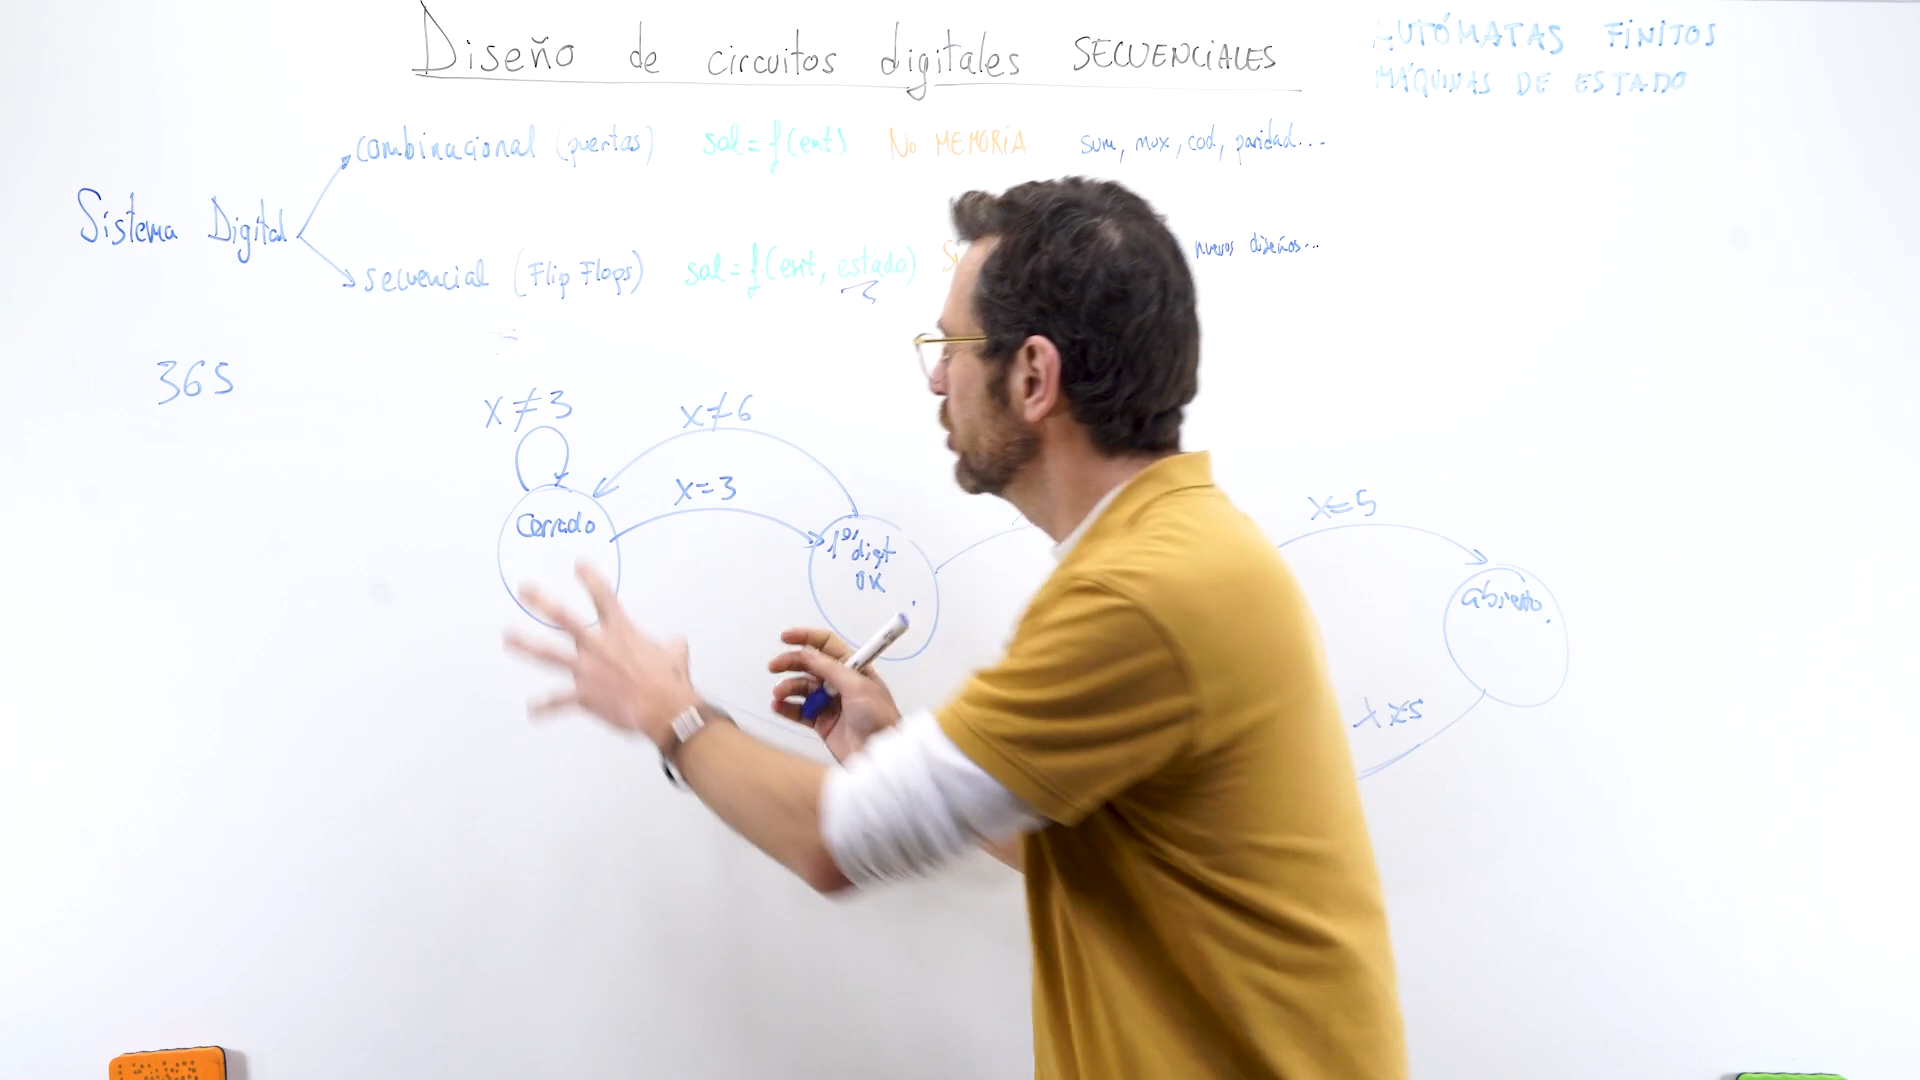 Diseño de circuitos digitales SECUENCIALES
AUTÓMATAS FINITOS
MÁQUINAS DE ESTADO
combinacional (puertas) sal = f(ent) NO MEMORIA sum, mux, cod, paridad...
Sistema Digital
secuencial (Flip Flops) sal = f(ent, estado) nuevos diseños...
365
x≠3
x≠6
x=3
x=5
Cerrado
1er digit
OK
abierto
x≠5